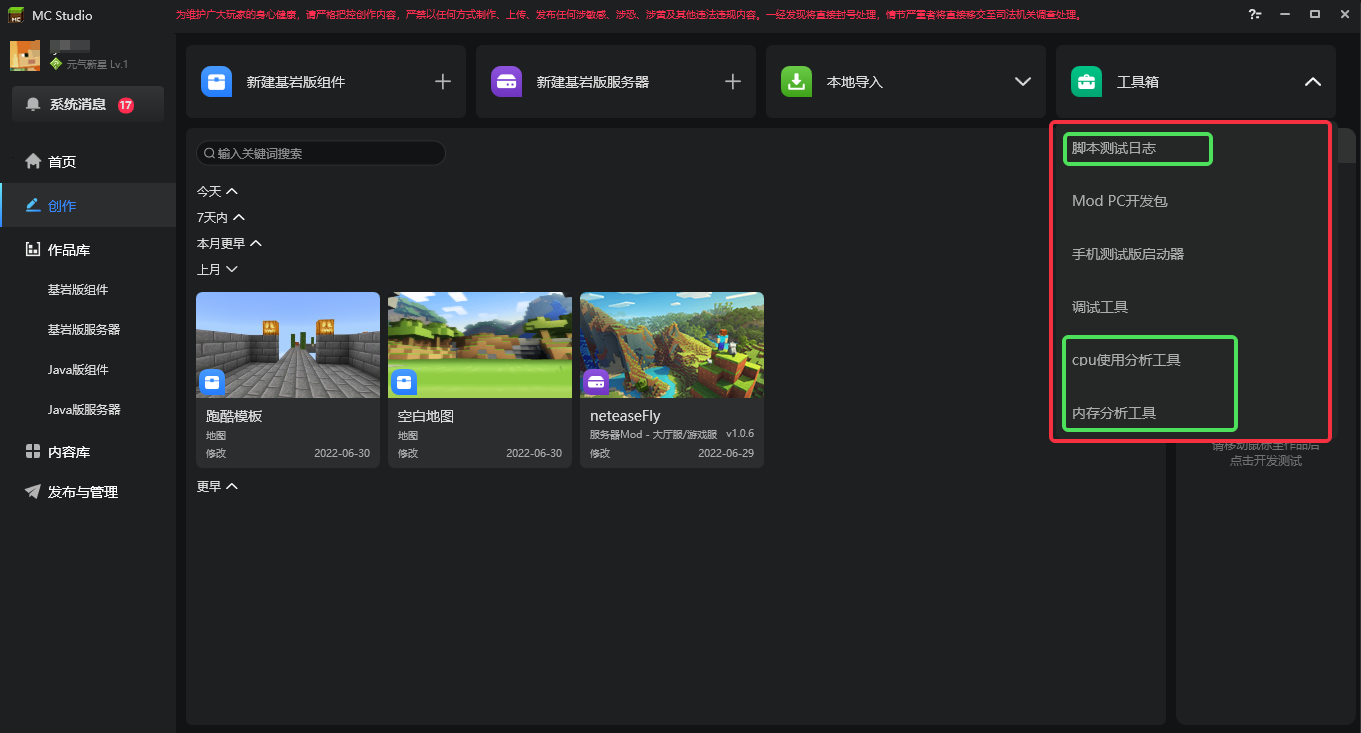 MC Studio
为维护广大玩家的身心健康，请严格把控创作内容，严禁以任何方式制作、上传、发布任何涉敏感、涉恐、涉黄及其他违法违规内容。一经发现将直接封号处理，情节严重者将直接移交至司法机关调查处理。
元气新星 Lv.1
系统消息 17
首页
创作
作品库
基岩版组件
基岩版服务器
Java版组件
Java版服务器
内容库
发布与管理
新建基岩版组件
新建基岩版服务器
本地导入
工具箱
输入关键词搜索
今天
7天内
本月更早
上月
跑酷模板
地图
修改 2022-06-30
空白地图
地图
修改 2022-06-30
neteaseFly
服务器Mod - 大厅服/游戏服 v1.0.6
修改 2022-06-29
更早
脚本测试日志
Mod PC开发包
手机测试版启动器
调试工具
cpu使用分析工具
内存分析工具
请移动鼠标至作品后
点击开发测试